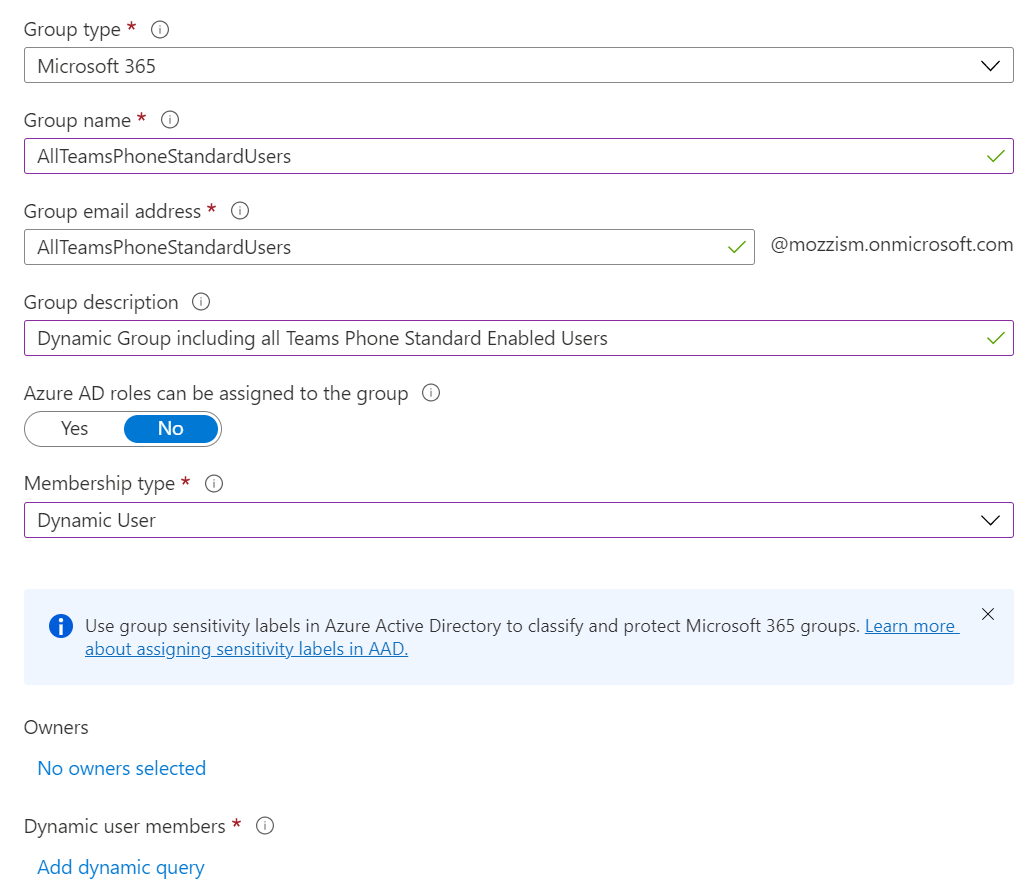 Group type *
Microsoft 365
Group name *
AllTeamsPhoneStandardUsers
Group email address *
AllTeamsPhoneStandardUsers @mozzism.onmicrosoft.com
Group description
Dynamic Group including all Teams Phone Standard Enabled Users
Azure AD roles can be assigned to the group
Yes No
Membership type *
Dynamic User
Use group sensitivity labels in Azure Active Directory to classify and protect Microsoft 365 groups. Learn more
about assigning sensitivity labels in AAD.
Owners
No owners selected
Dynamic user members *
Add dynamic query